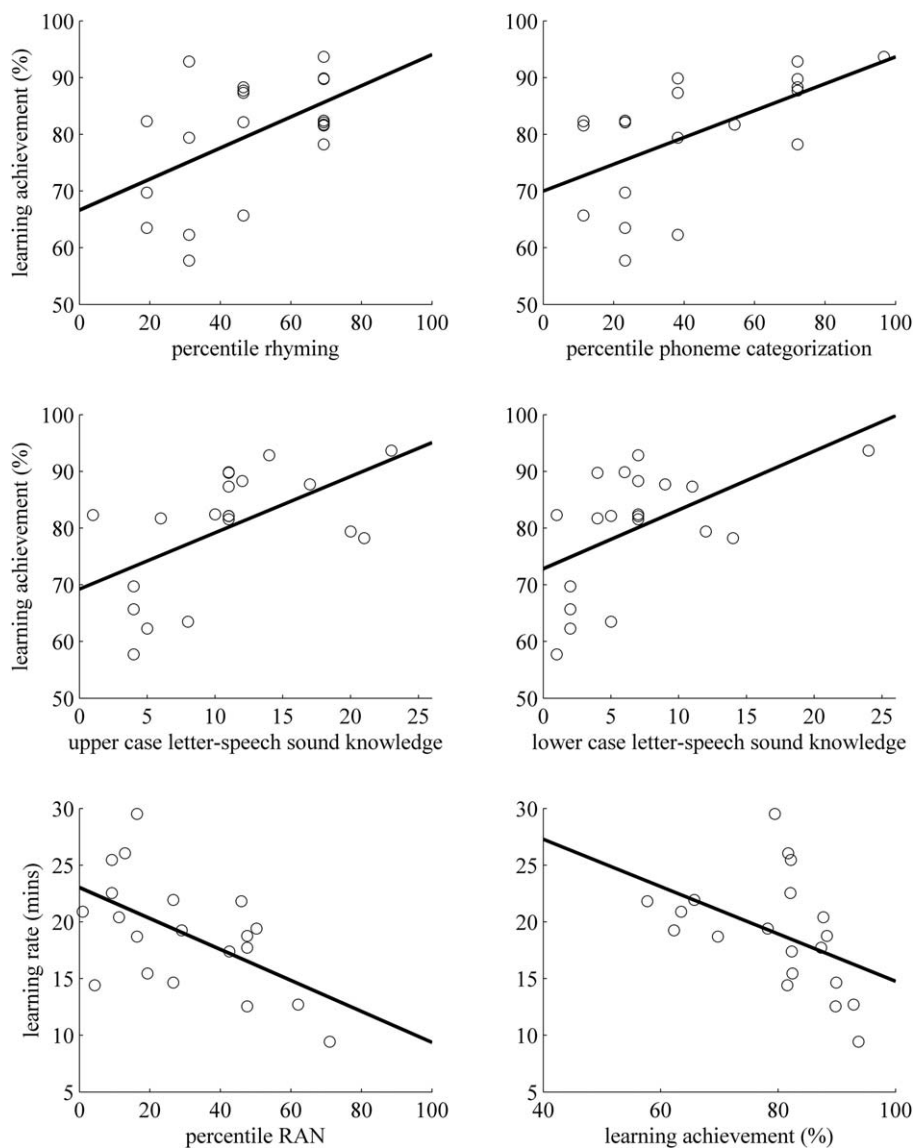 100
90
80
70
60
50
learning achievement (%)
0 20 40 60 80 100
percentile rhyming
100
90
80
70
60
50
0 20 40 60 80 100
percentile phoneme categorization
100
90
80
70
60
50
learning achievement (%)
0 5 10 15 20 25
upper case letter-speech sound knowledge
100
90
80
70
60
50
0 5 10 15 20 25
lower case letter-speech sound knowledge
30
25
20
15
10
5
learning rate (mins)
0 20 40 60 80 100
percentile RAN
30
25
20
15
10
5
40 60 80 100
learning achievement (%)